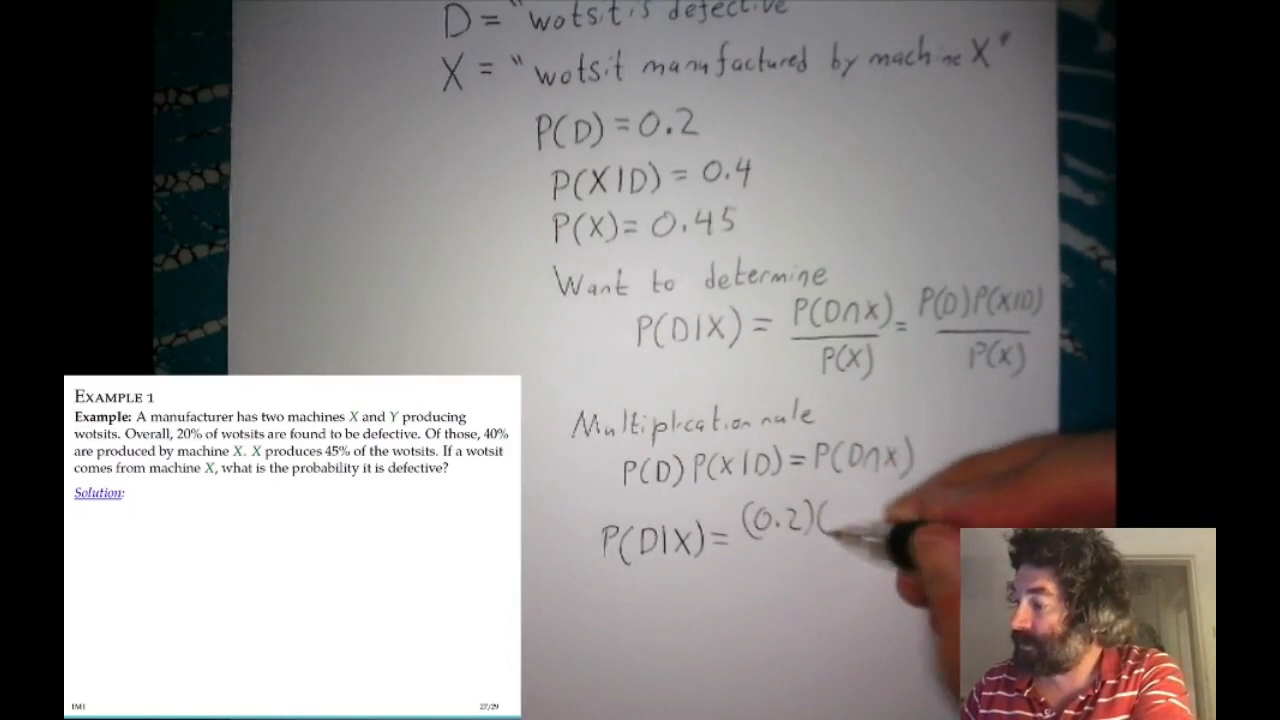 D = "wotsit is defective
X = "wotsit manufactured by machine X"
P(D) = 0.2
P(X|D) = 0.4
P(X) = 0.45
Want to determine
P(D|X) = P(D∩X)/P(X) = P(D)P(X|D)/P(X)
Multiplication rule
P(D)P(X|D) = P(D∩X)
P(D|X) = (0.2)(
EXAMPLE 1
Example: A manufacturer has two machines X and Y producing
wotsits. Overall, 20% of wotsits are found to be defective. Of those, 40%
are produced by machine X. X produces 45% of the wotsits. If a wotsit
comes from machine X, what is the probability it is defective?
Solution:
IM1
27/29